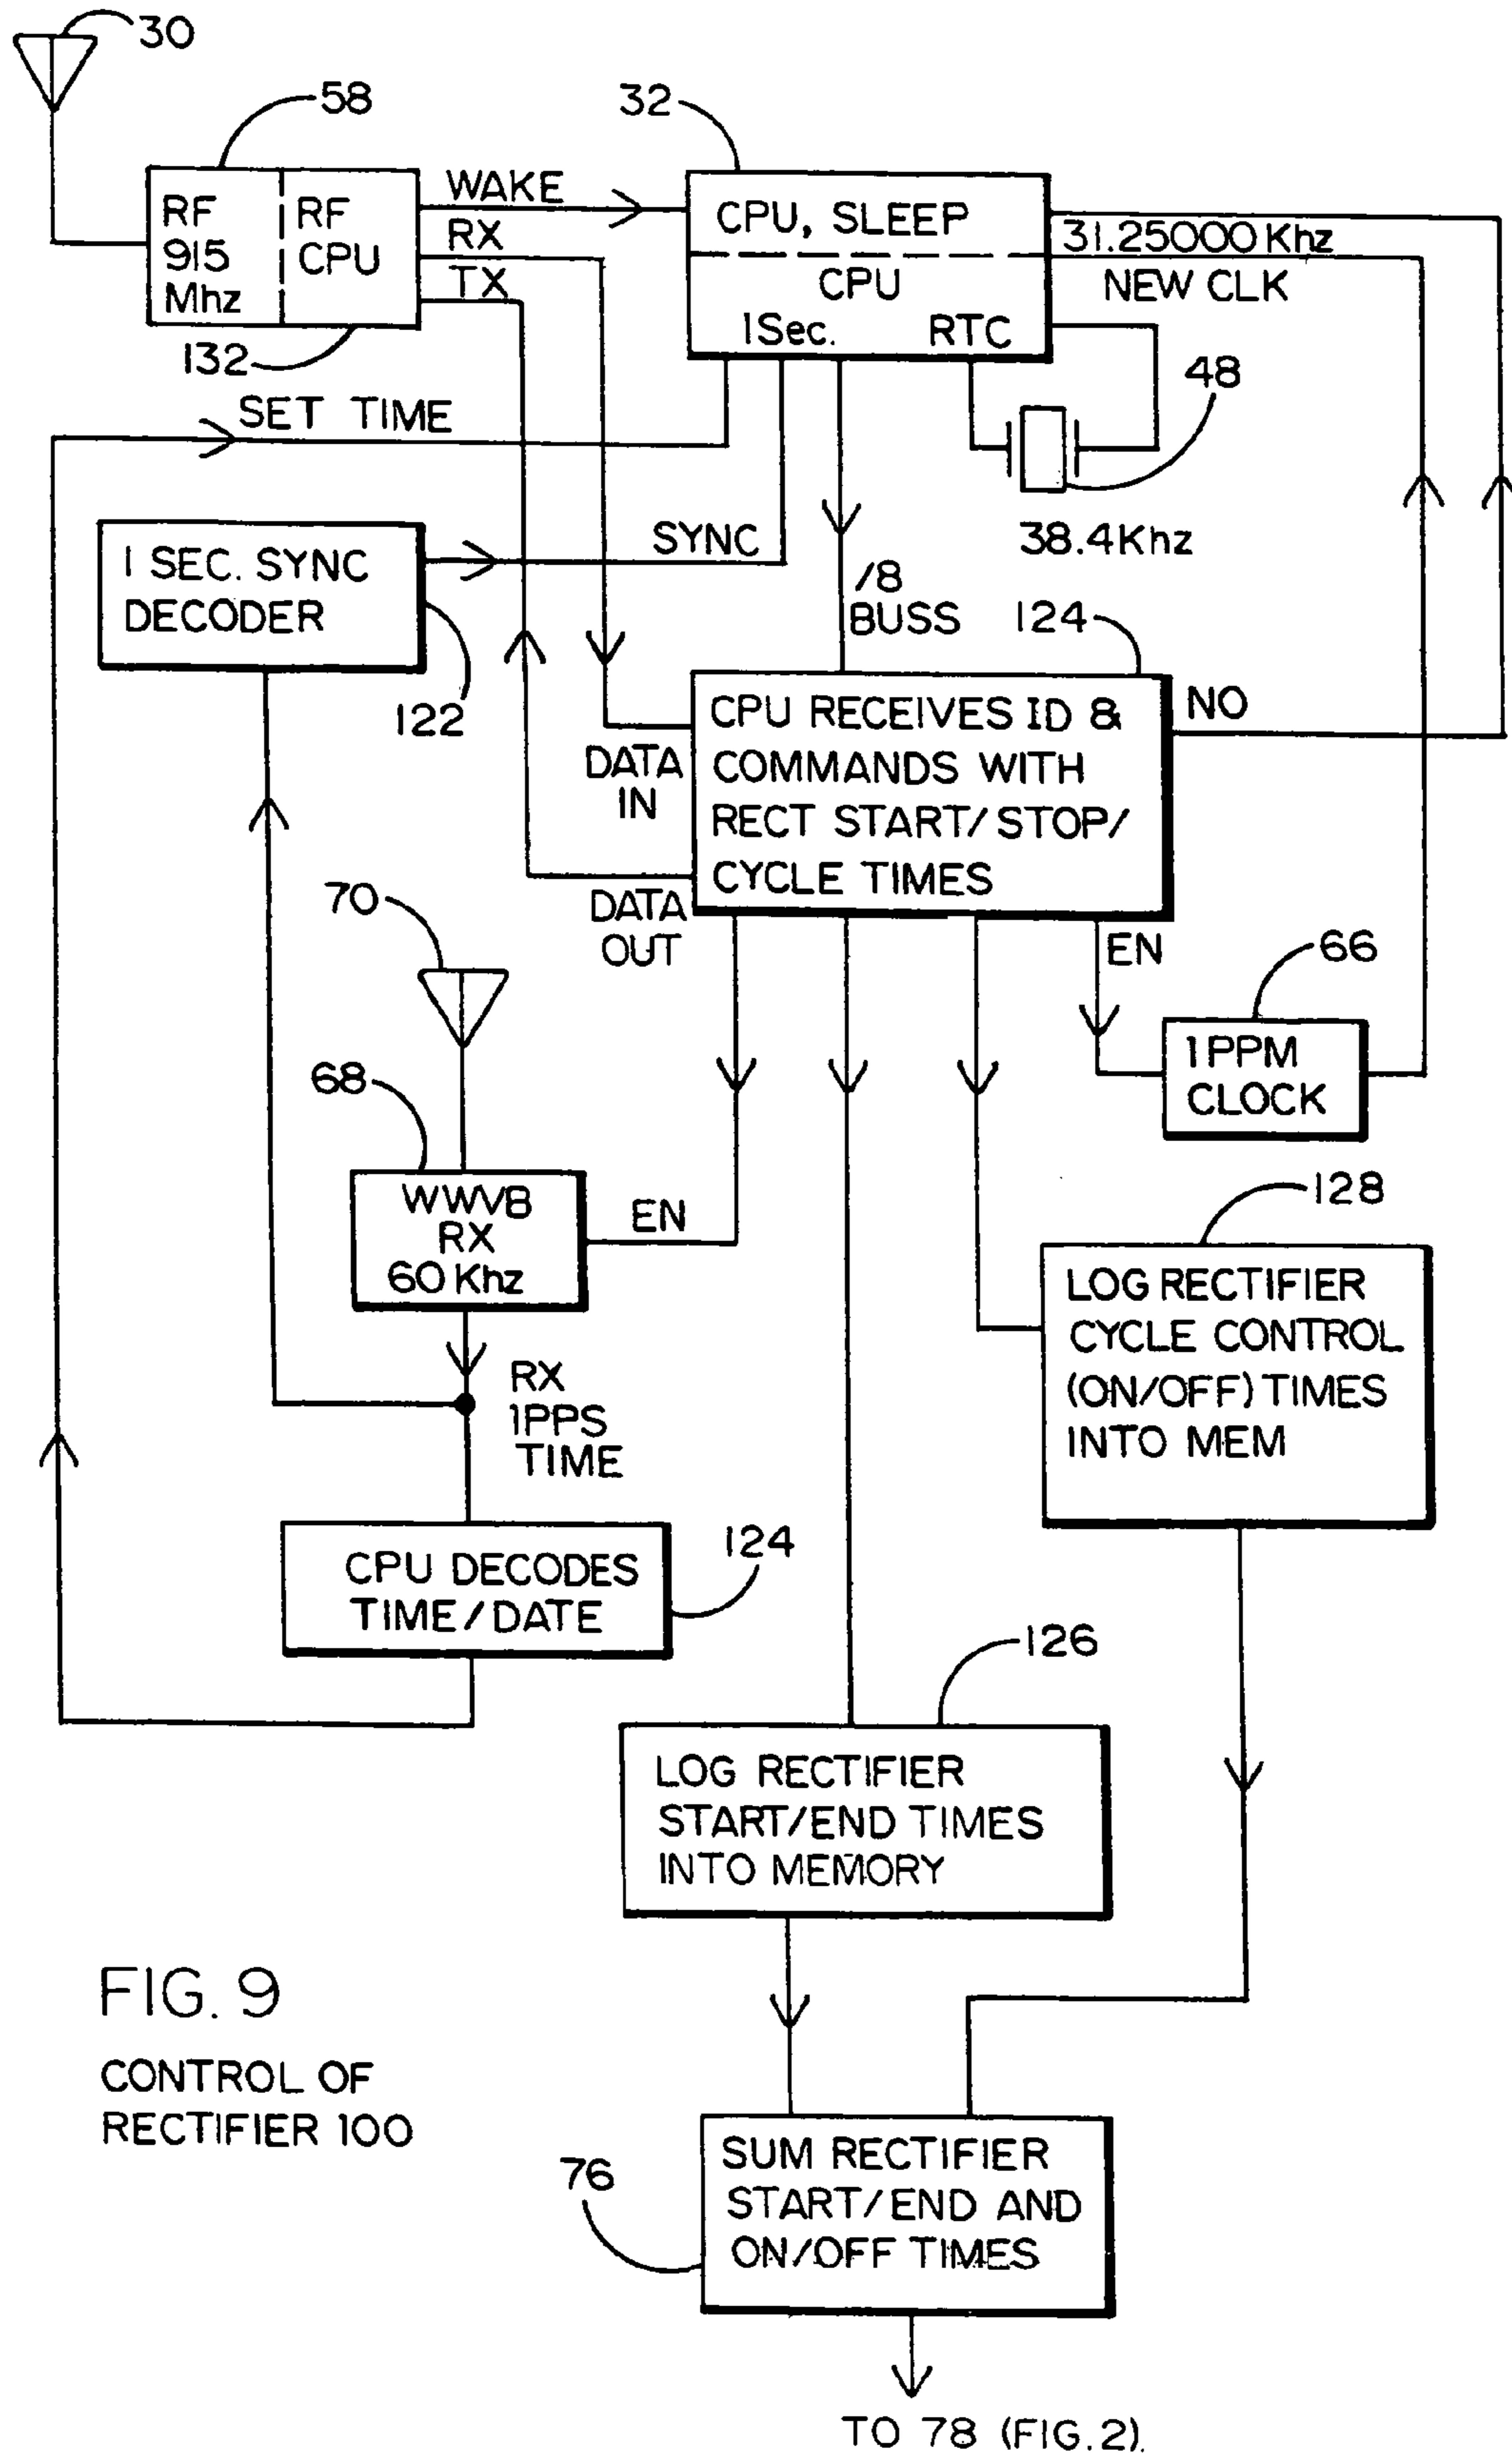 30
58
32
RF
915
Mhz
RF
CPU
WAKE
RX
TX
132
CPU, SLEEP
CPU
1Sec. RTC
31.25000 Khz
NEW CLK
48
38.4Khz
SET TIME
1 SEC. SYNC
DECODER
122
SYNC
/8
BUSS
124
CPU RECEIVES ID &
COMMANDS WITH
RECT START/STOP/
CYCLE TIMES
NO
DATA
IN
DATA
OUT
70
EN
66
1PPM
CLOCK
68
WWVB
RX
60 Khz
EN
128
LOG RECTIFIER
CYCLE CONTROL
(ON/OFF) TIMES
INTO MEM
RX
1PPS
TIME
CPU DECODES
TIME/DATE
124
126
LOG RECTIFIER
START/END TIMES
INTO MEMORY
FIG. 9
CONTROL OF
RECTIFIER 100
76
SUM RECTIFIER
START/END AND
ON/OFF TIMES
TO 78 (FIG.2).